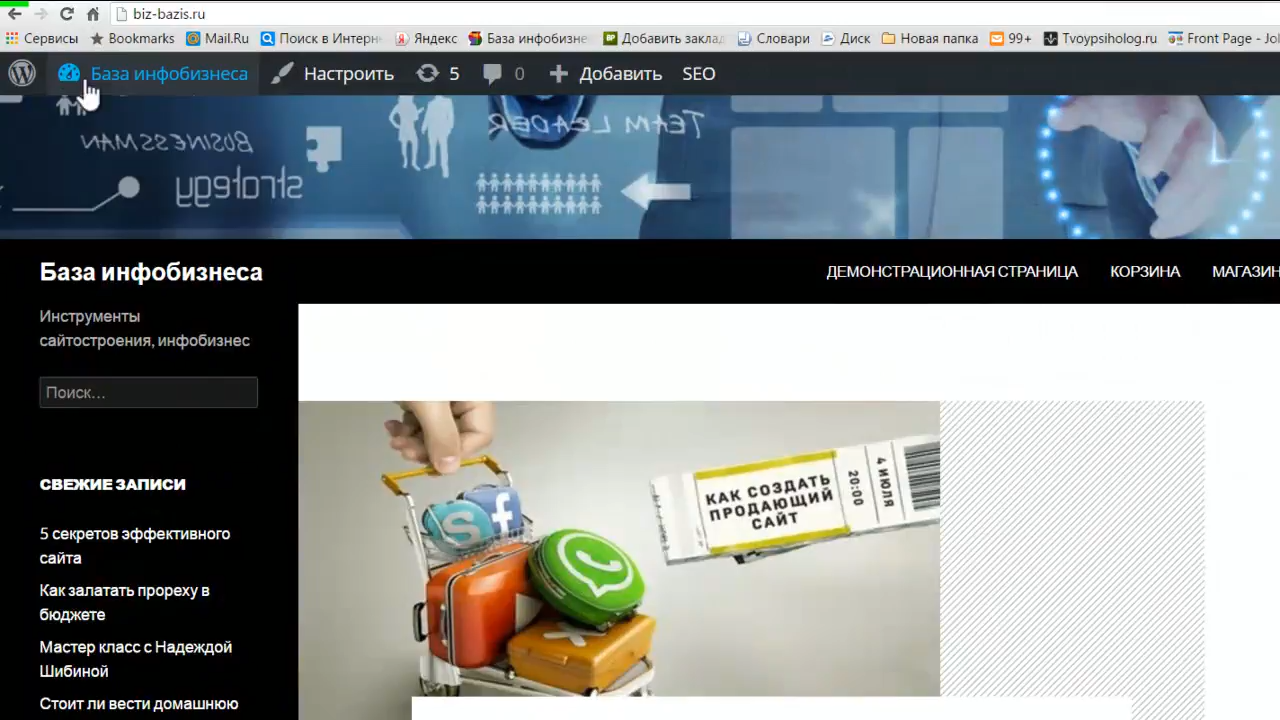 biz-bazis.ru
Сервисы Bookmarks Mail.Ru Поиск в Интерн Яндекс База инфобизне Добавить заклад Словари Диск Новая папка 99+ Tvoypsiholog.ru Front Page - Jol
База инфобизнеса Настроить 5 0 Добавить SEO
BUSINESSMAN
strategy
TEAM LEADER
База инфобизнеса
ДЕМОНСТРАЦИОННАЯ СТРАНИЦА КОРЗИНА МАГАЗИН
Инструменты
сайтостроения, инфобизнес
Поиск…
СВЕЖИЕ ЗАПИСИ
5 секретов эффективного
сайта
Как залатать прореху в
бюджете
Мастер класс с Надеждой
Шибиной
Стоит ли вести домашнюю
КАК СОЗДАТЬ
ПРОДАЮЩИЙ
САЙТ
20:00
4 ИЮЛЯ